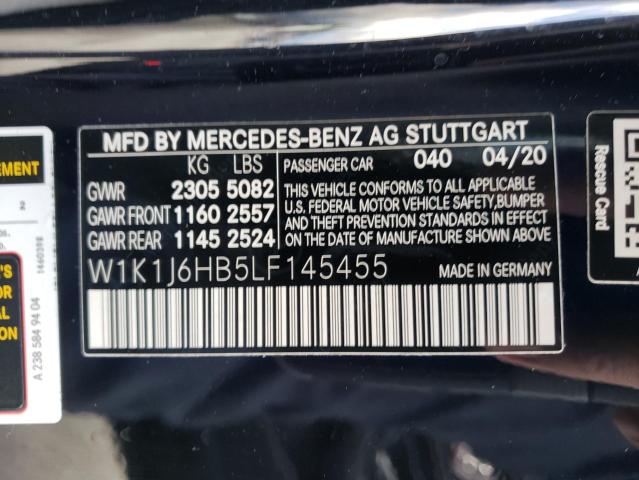 MFD BY MERCEDES-BENZ AG STUTTGART
KG LBS
GVWR 2305 5082
GAWR FRONT 1160 2557
GAWR REAR 1145 2524
PASSENGER CAR 040 04/20
THIS VEHICLE CONFORMS TO ALL APPLICABLE
U.S. FEDERAL MOTOR VEHICLE SAFETY,BUMPER
AND THEFT PREVENTION STANDARDS IN EFFECT
ON DATE OF MANUFACTURE SHOWN ABOVE.
W1K1J6HB5LF145455
MADE IN GERMANY
Rescue Card
A 238 584 94 04